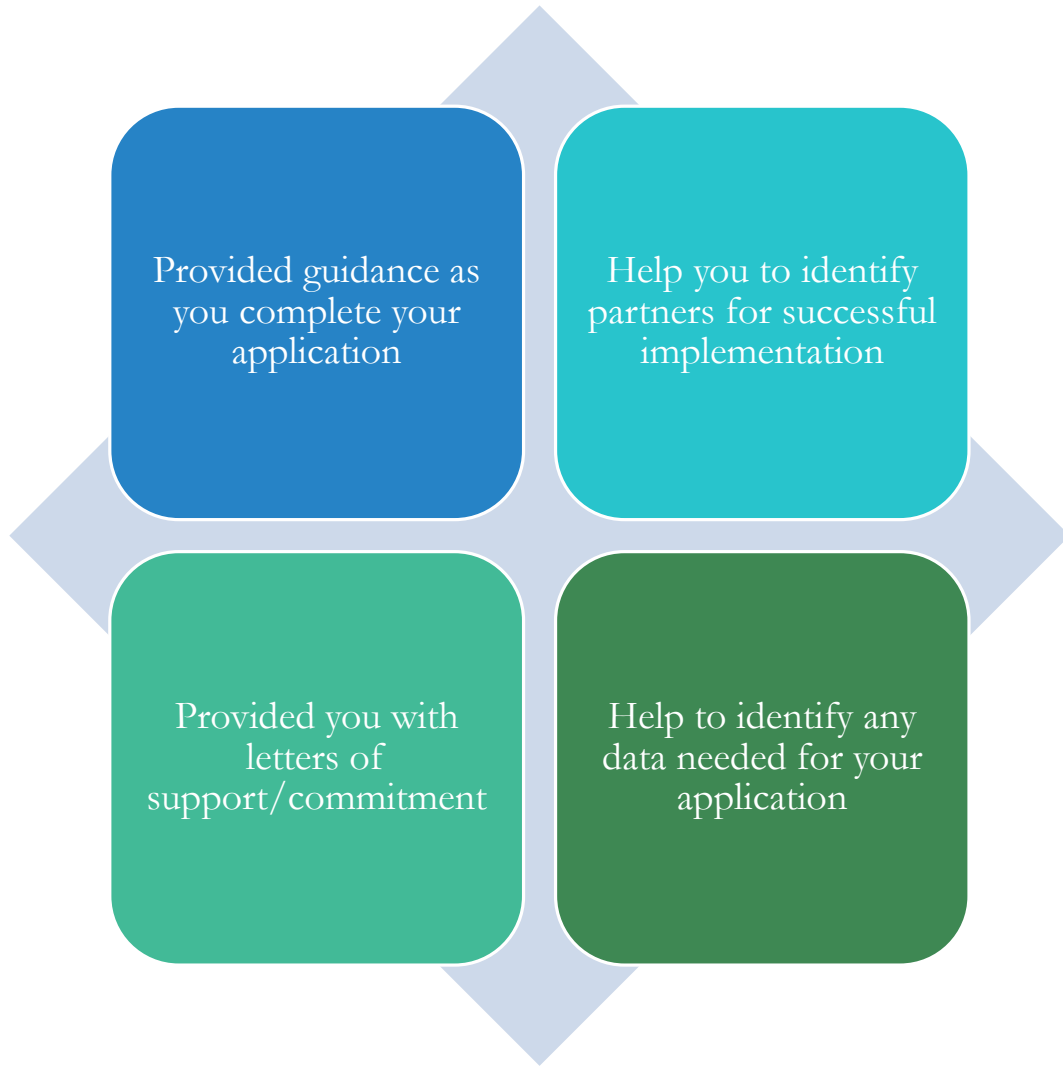 Provided guidance as
you complete your
application
Help you to identify
partners for successful
implementation
Provided you with
letters of
support/commitment
Help to identify any
data needed for your
application